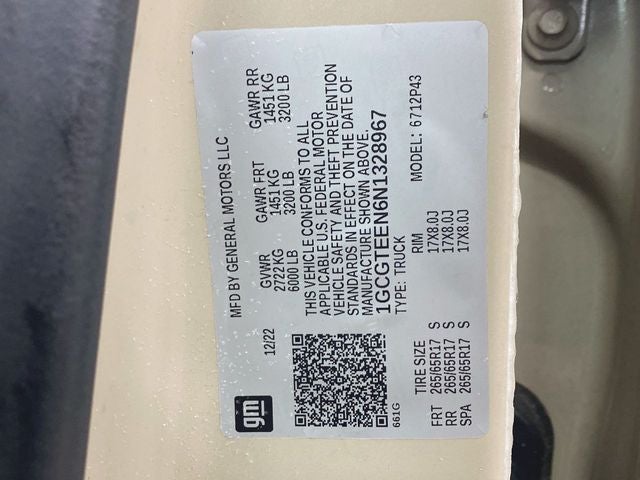 gm
MFD BY GENERAL MOTORS LLC
12/22
GVWR GAWR FRT GAWR RR
2722 KG 1451 KG 1451 KG
6000 LB 3200 LB 3200 LB
THIS VEHICLE CONFORMS TO ALL
APPLICABLE U.S. FEDERAL MOTOR
VEHICLE SAFETY AND THEFT PREVENTION
STANDARDS IN EFFECT ON THE DATE OF
MANUFACTURE SHOWN ABOVE.
1GCGTEEN6N1328967
TYPE: TRUCK MODEL: 6712P43
661G
TIRE SIZE RIM
FRT 265/65R17 S 17X8.0J
RR 265/65R17 S 17X8.0J
SPA 265/65R17 S 17X8.0J